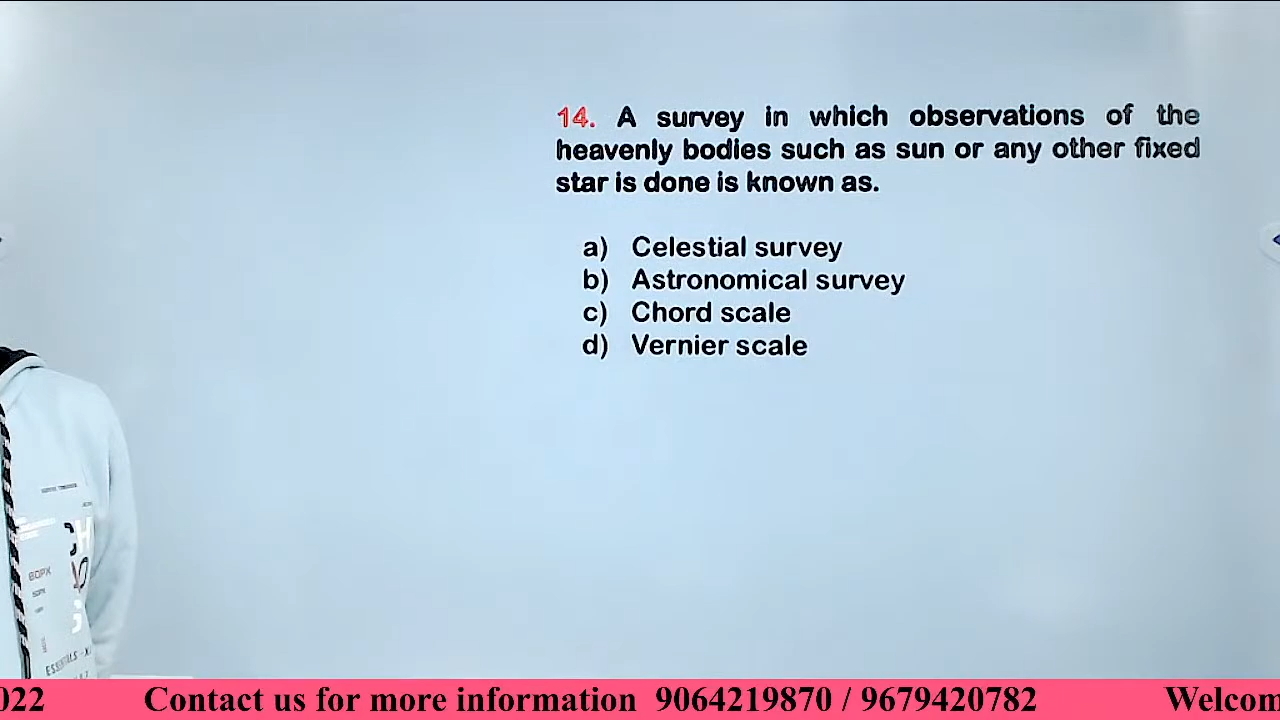 14. A survey in which observations of the
heavenly bodies such as sun or any other fixed
star is done is known as.
a) Celestial survey
b) Astronomical survey
c) Chord scale
d) Vernier scale
022 Contact us for more information 9064219870 / 9679420782 Welcom